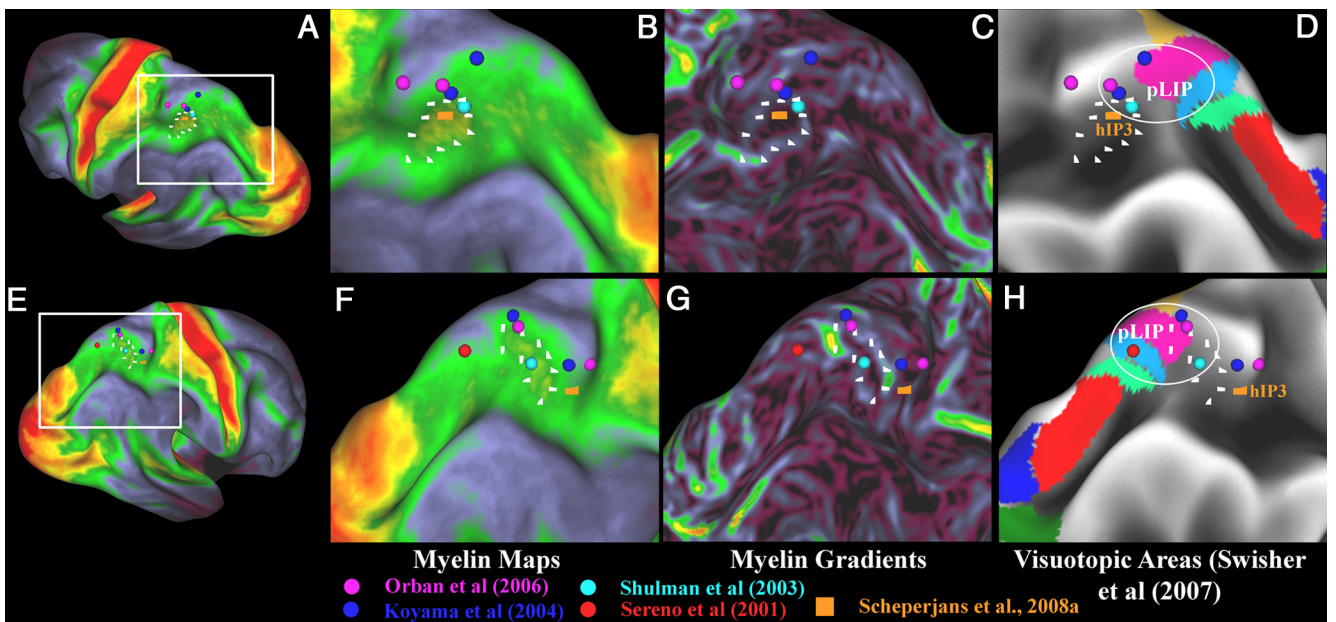 A
B
C
D
pLIP
hIP3
E
F
G
H
pLIP
hIP3
Myelin Maps
Myelin Gradients
Visuotopic Areas (Swisher
et al (2007)
Orban et al (2006)
Shulman et al (2003)
Koyama et al (2004)
Sereno et al (2001)
Scheperjans et al., 2008a